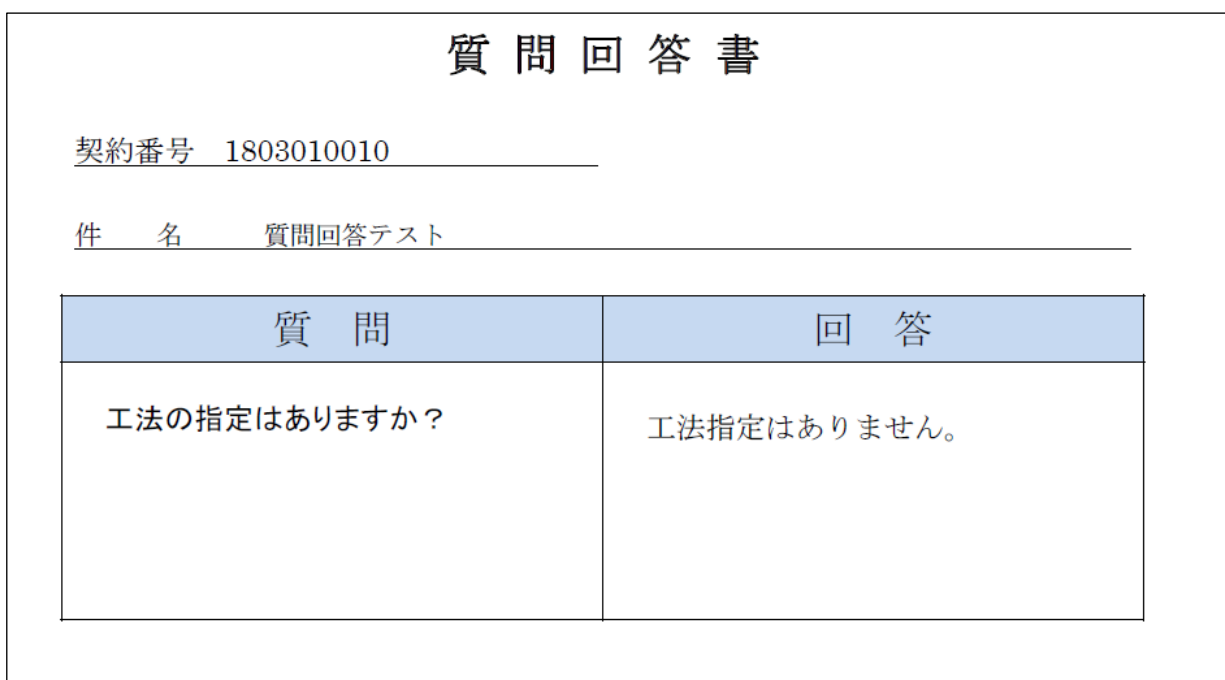 質 問 回 答 書
契約番号　1803010010
件　　名　　　質問回答テスト
質　問
回　答
工法の指定はありますか？
工法指定はありません。